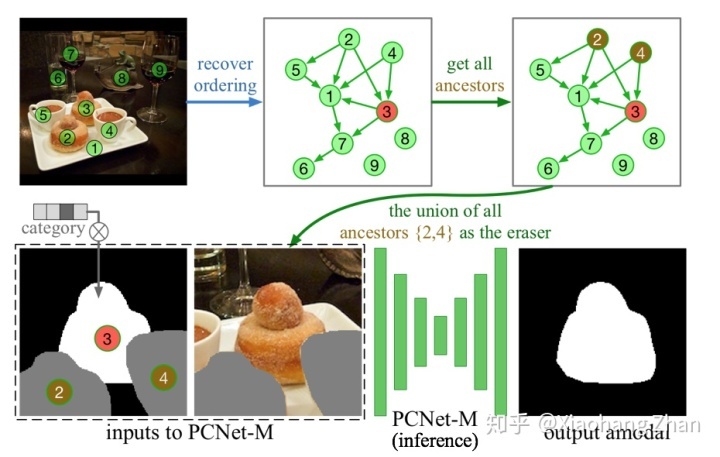 7
6
8
9
5
3
2
4
1
recover
ordering
2
4
5
1
3
7
8
6
9
get all
ancestors
2
4
5
1
3
7
8
6
9
category
the union of all
ancestors {2,4} as the eraser
3
2
4
inputs to PCNet-M
PCNet-M
(inference)
output amodal
知乎 @Xiaohang Zhan